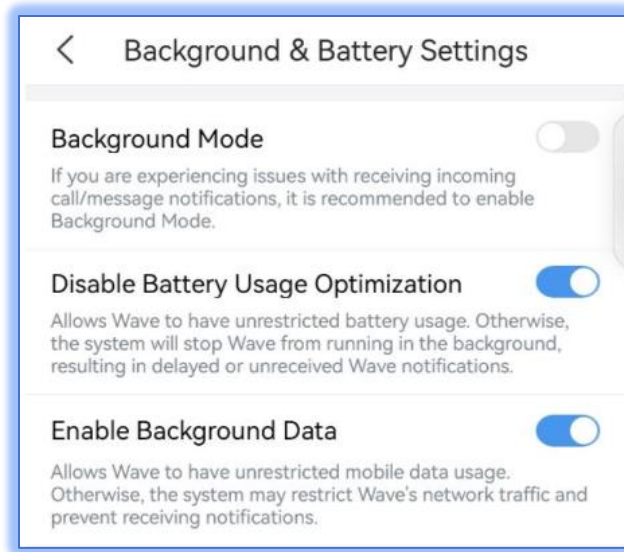 Background & Battery Settings
Background Mode
If you are experiencing issues with receiving incoming
call/message notifications, it is recommended to enable
Background Mode.
Disable Battery Usage Optimization
Allows Wave to have unrestricted battery usage. Otherwise,
the system will stop Wave from running in the background,
resulting in delayed or unreceived Wave notifications.
Enable Background Data
Allows Wave to have unrestricted mobile data usage.
Otherwise, the system may restrict Wave's network traffic and
prevent receiving notifications.